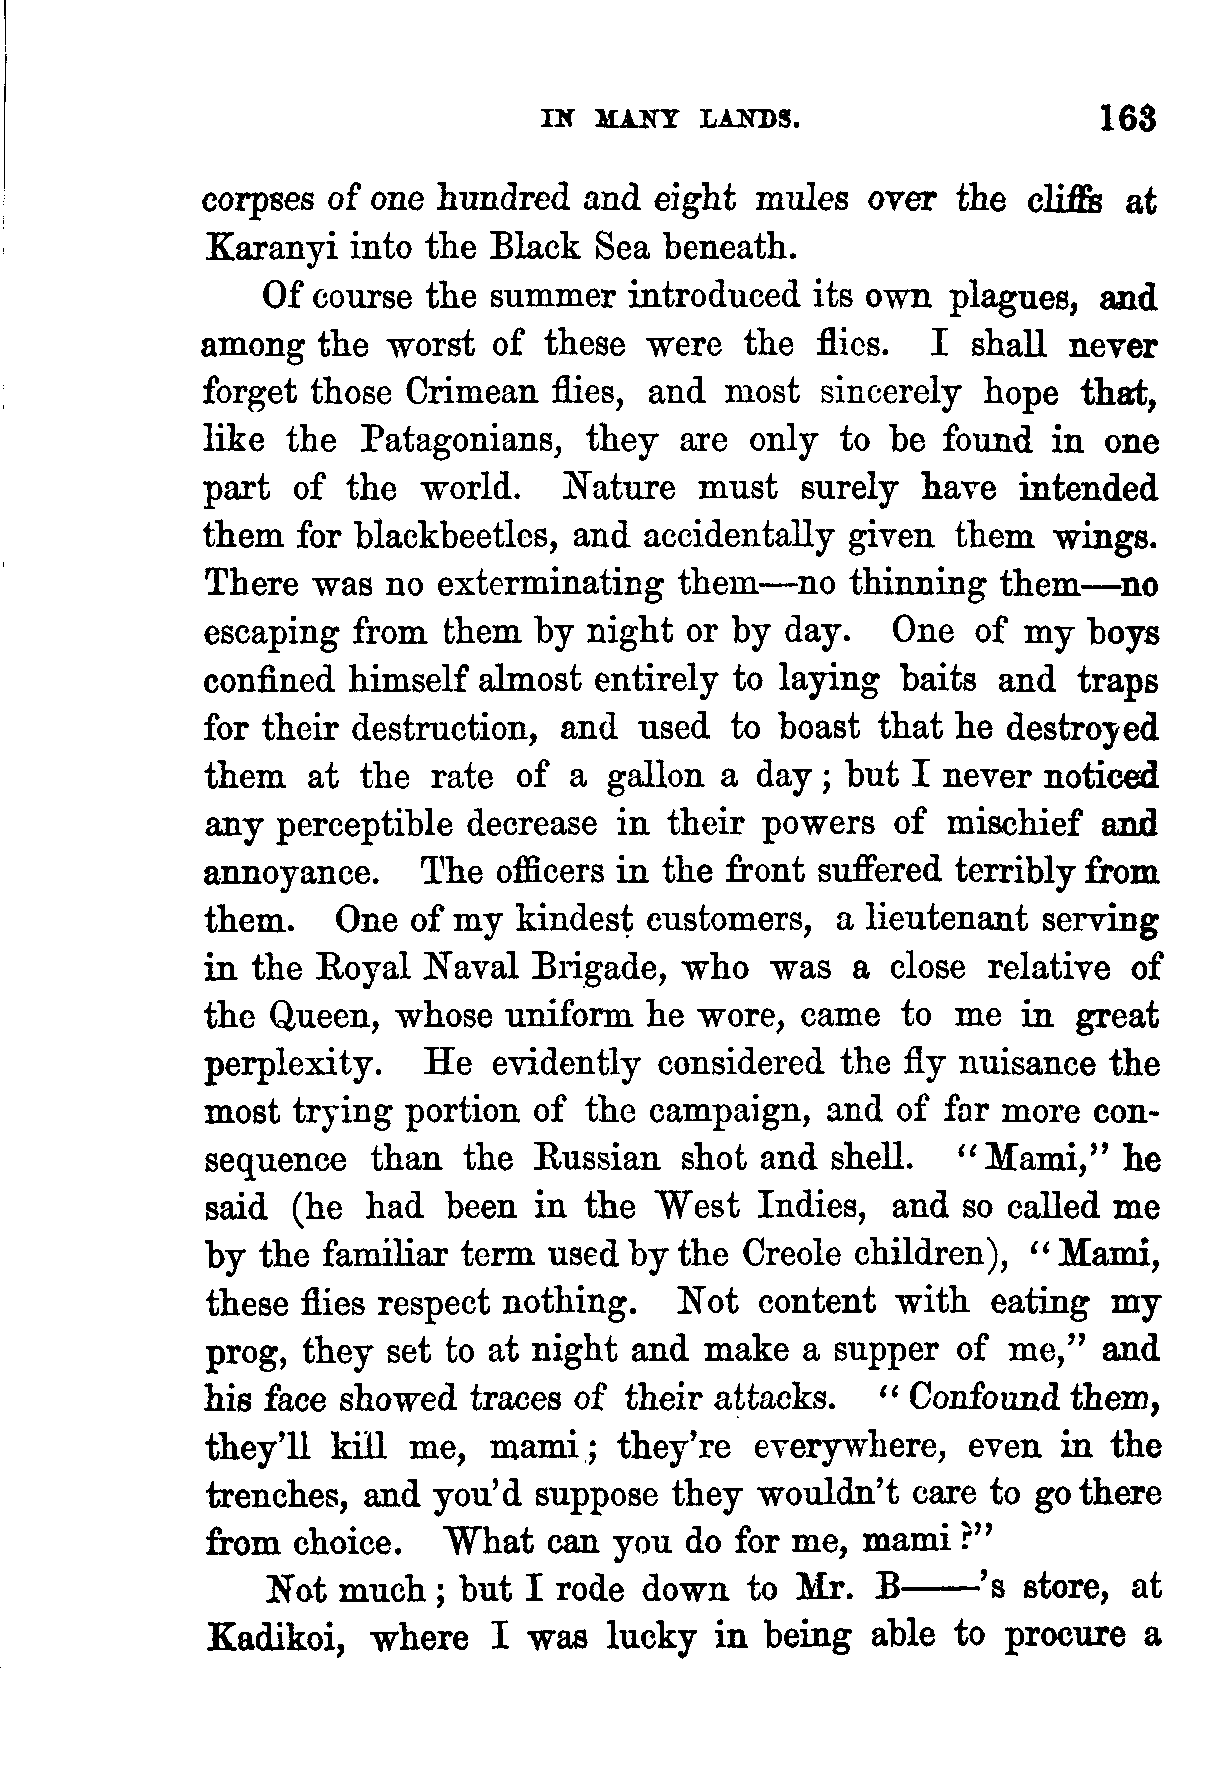 IN MANY LANDS. 163
corpses of one hundred and eight mules over the cliffs at
Karanyi into the Black Sea beneath.
Of course the summer introduced its own plagues, and
among the worst of these were the flies. I shall never
forget those Crimean flies, and most sincerely hope that,
like the Patagonians, they are only to be found in one
part of the world. Nature must surely have intended
them for blackbeetles, and accidentally given them wings.
There was no exterminating them—no thinning them—no
escaping from them by night or by day. One of my boys
confined himself almost entirely to laying baits and traps
for their destruction, and used to boast that he destroyed
them at the rate of a gallon a day; but I never noticed
any perceptible decrease in their powers of mischief and
annoyance. The officers in the front suffered terribly from
them. One of my kindest customers, a lieutenant serving
in the Royal Naval Brigade, who was a close relative of
the Queen, whose uniform he wore, came to me in great
perplexity. He evidently considered the fly nuisance the
most trying portion of the campaign, and of far more con-
sequence than the Russian shot and shell. “Mami,” he
said (he had been in the West Indies, and so called me
by the familiar term used by the Creole children), “Mami,
these flies respect nothing. Not content with eating my
prog, they set to at night and make a supper of me,” and
his face showed traces of their attacks. “Confound them,
they’ll kill me, mami; they’re everywhere, even in the
trenches, and you’d suppose they wouldn’t care to go there
from choice. What can you do for me, mami?”
Not much; but I rode down to Mr. B——’s store, at
Kadikoi, where I was lucky in being able to procure a